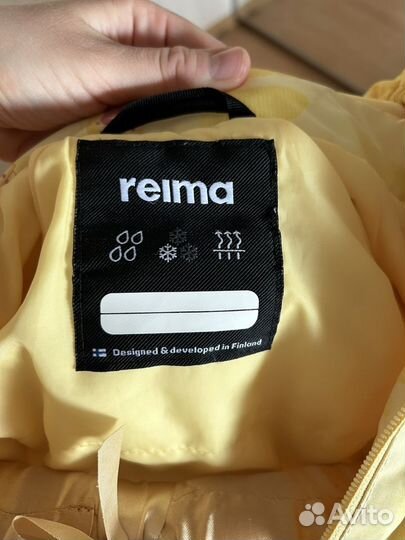 reima
Designed & developed in Finland
Avito